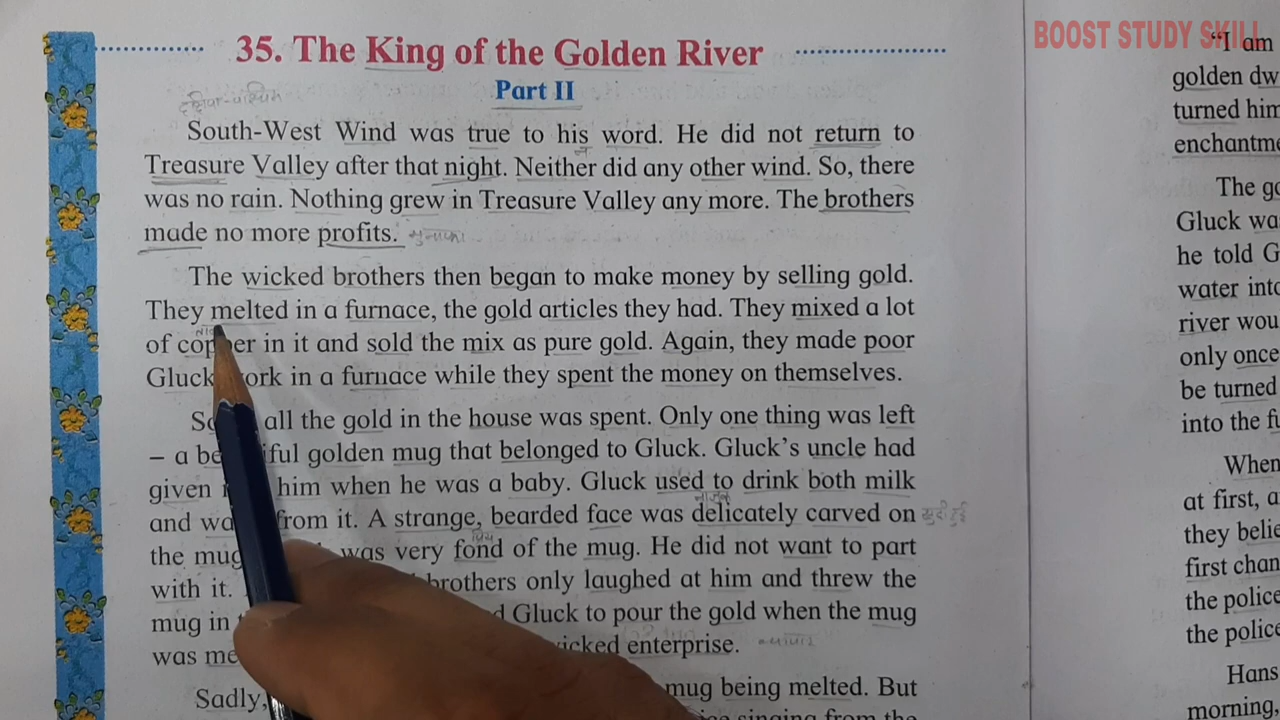 BOOST STUDY SKILL
35. The King of the Golden River
Part II
दक्षिण-पश्चिम
South-West Wind was true to his word. He did not return to
ने
Treasure Valley after that night. Neither did any other wind. So, there
was no rain. Nothing grew in Treasure Valley any more. The brothers
made no more profits. मुनाफा
The wicked brothers then began to make money by selling gold.
They melted in a furnace, the gold articles they had. They mixed a lot
of copper in it and sold the mix as pure gold. Again, they made poor
Gluck work in a furnace while they spent the money on themselves.
all the gold in the house was spent. Only one thing was left
– a beautiful golden mug that belonged to Gluck. Gluck's uncle had
given him when he was a baby. Gluck used to drink both milk
नाजुक
and from it. A strange, bearded face was delicately carved on खुदी हुई
प्रिय
the mug was very fond of the mug. He did not want to part
with it. brothers only laughed at him and threw the
mug in Gluck to pour the gold when the mug
was wicked enterprise.
Sadly, mug being melted. But
singing from the
"I am
golden dw
turned him
enchantme
The go
Gluck wa
he told G
water into
river wou
only once
be turned
into the fu
When
at first, a
they belie
first chan
the police
the police
Hans
morning,